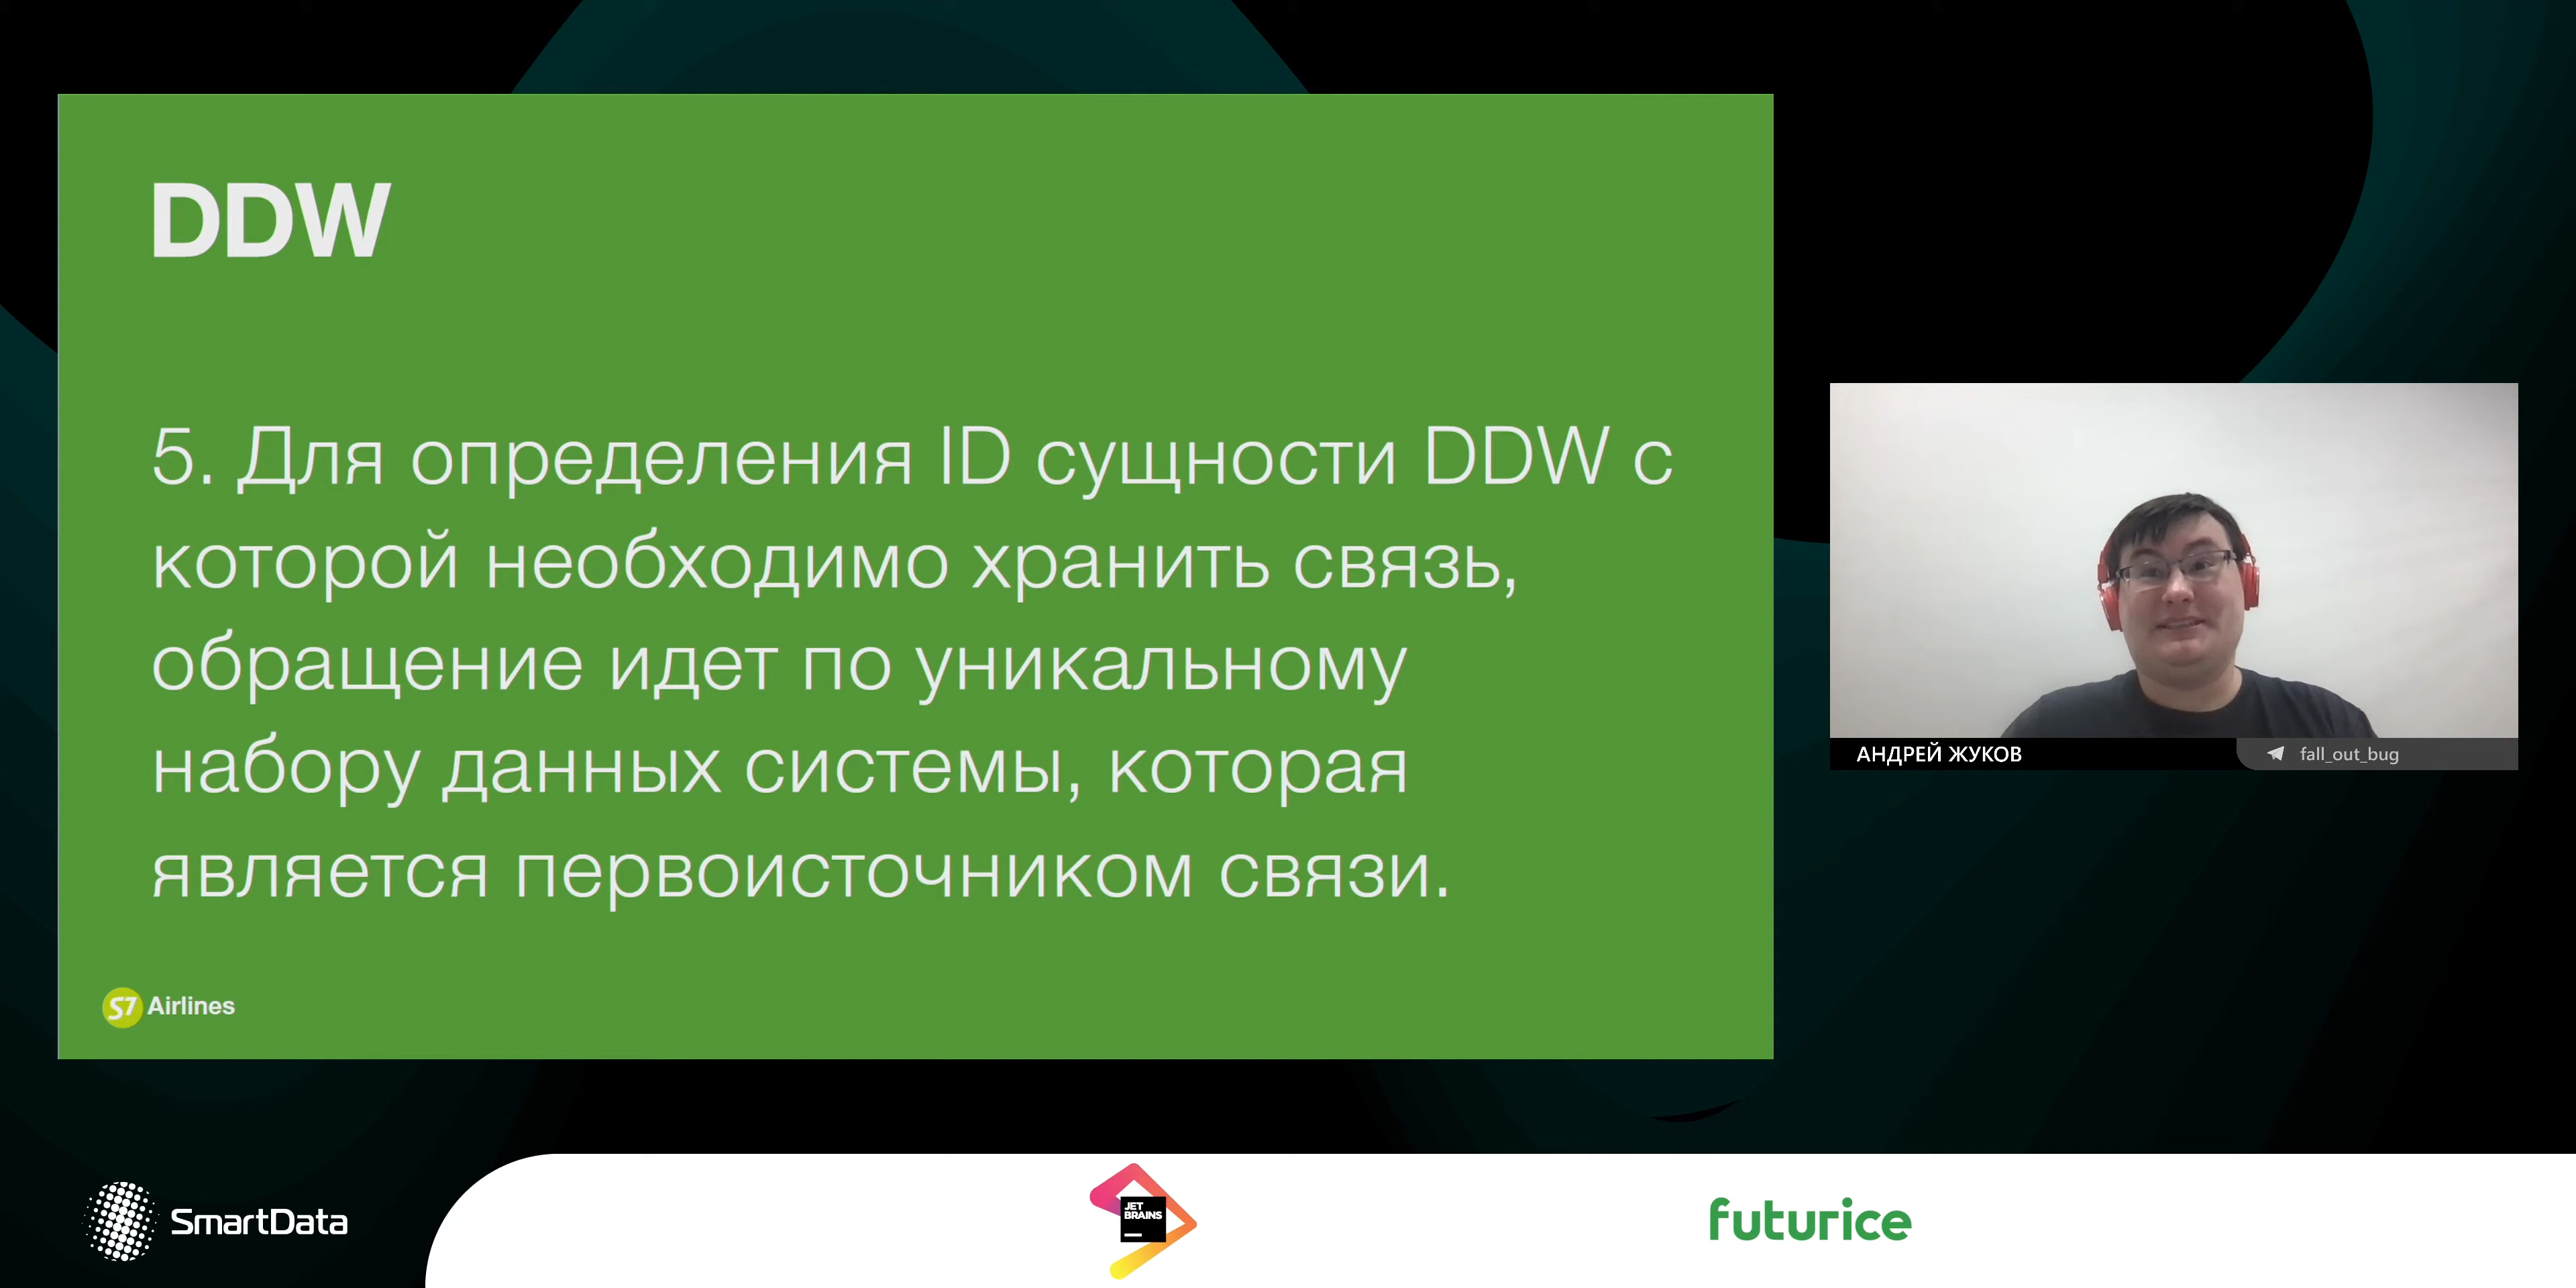 DDW
5. Для определения ID сущности DDW с
которой необходимо хранить связь,
обращение идет по уникальному
набору данных системы, которая
является первоисточником связи.
S7 Airlines
АНДРЕЙ ЖУКОВ
fall_out_bug
SmartData
JET
BRAINS
futurice